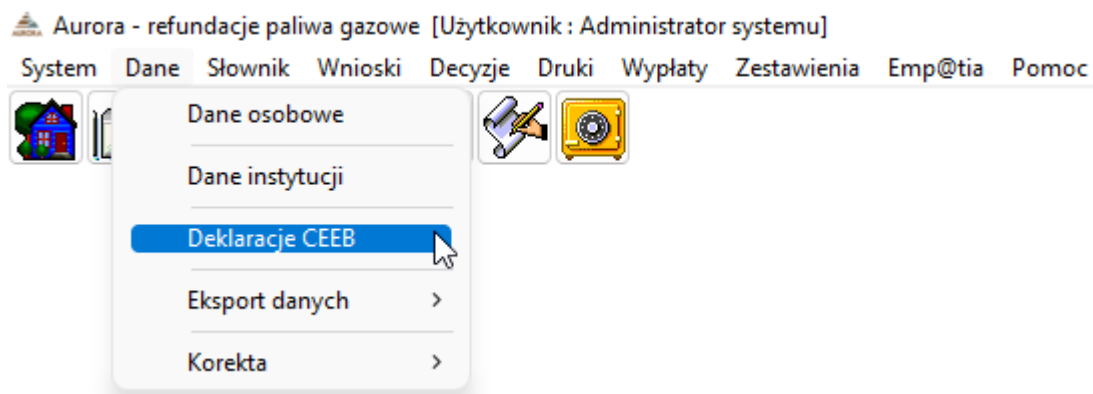 Aurora - refundacje paliwa gazowe [Użytkownik : Administrator systemu]
System Dane Słownik Wnioski Decyzje Druki Wypłaty Zestawienia Emp@tia Pomoc
Dane osobowe
Dane instytucji
Deklaracje CEEB
Eksport danych
Korekta